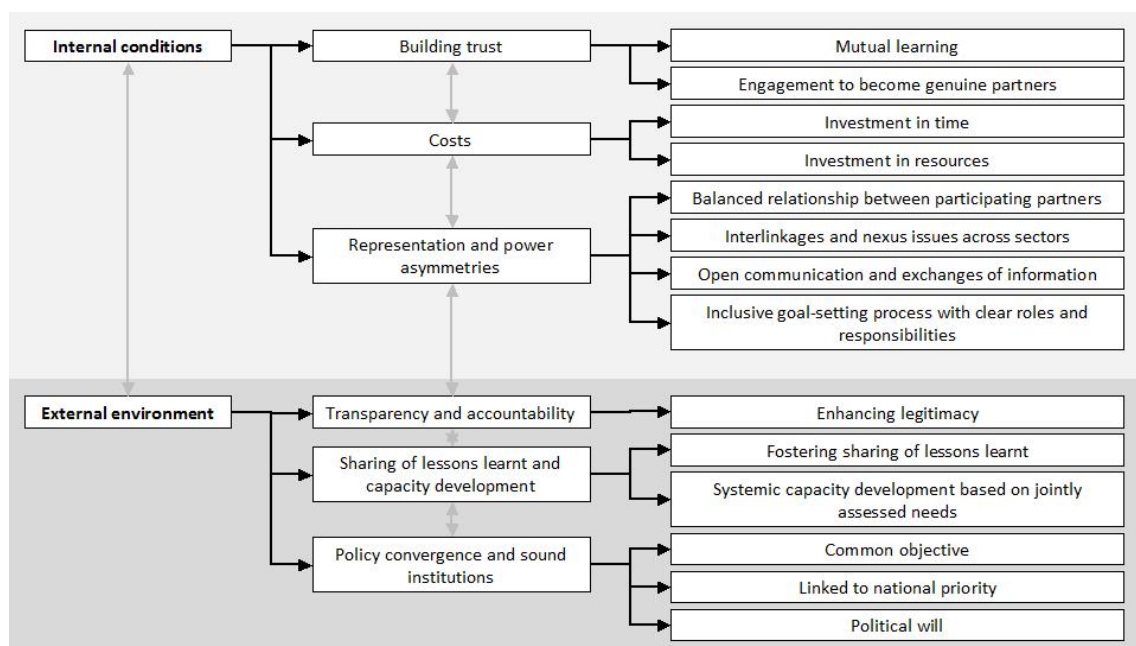 Internal conditions
Building trust
Mutual learning
Engagement to become genuine partners
Costs
Investment in time
Investment in resources
Representation and power
asymmetries
Balanced relationship between participating partners
Interlinkages and nexus issues across sectors
Open communication and exchanges of information
Inclusive goal-setting process with clear roles and
responsibilities
External environment
Transparency and accountability
Enhancing legitimacy
Sharing of lessons learnt and
capacity development
Fostering sharing of lessons learnt
Systemic capacity development based on jointly
assessed needs
Policy convergence and sound
institutions
Common objective
Linked to national priority
Political will